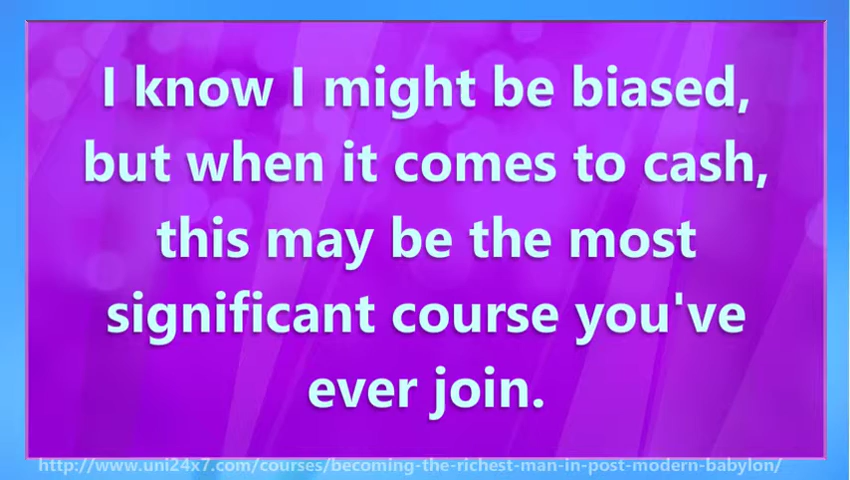 I know I might be biased,
but when it comes to cash,
this may be the most
significant course you've
ever join.
http://www.uni24x7.com/courses/becoming-the-richest-man-in-post-modern-babylon/